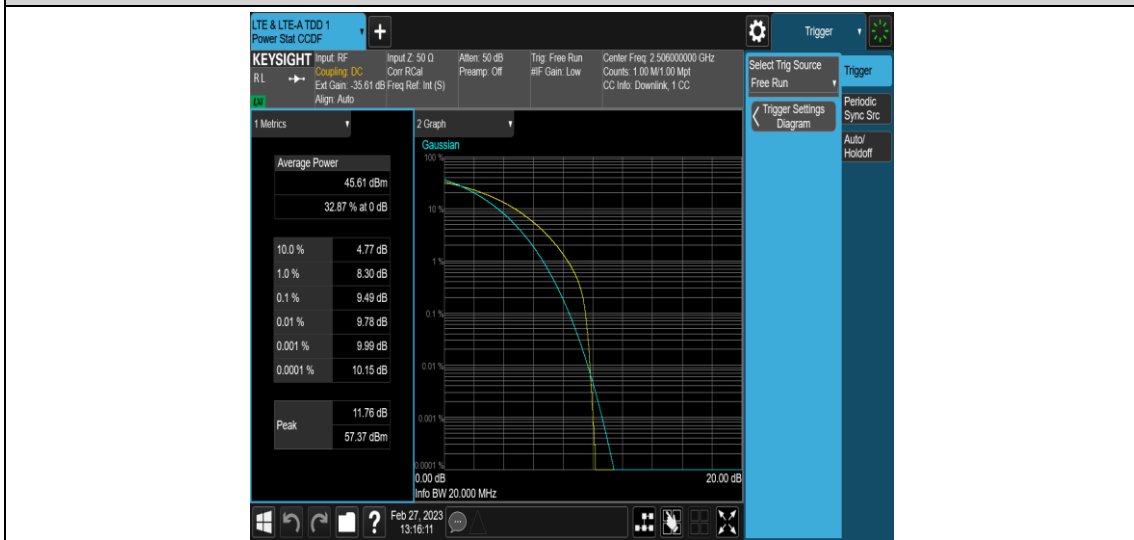 LTE & LTE-A TDD 1
Power Stat CCDF
+
Trigger
KEYSIGHT
RL
LXI
Input: RF
Coupling: DC
Ext Gain: -35.61 dB
Align: Auto
Input Z: 50 Ω
Corr RCal
Freq Ref: Int (S)
Atten: 50 dB
Preamp: Off
Trig: Free Run
#IF Gain: Low
Center Freq: 2.506000000 GHz
Counts: 1.00 M/1.00 Mpt
CC Info: Downlink, 1 CC
Select Trig Source
Free Run
Trigger Settings
Diagram
Trigger
Periodic
Sync Src
Auto/
Holdoff
1 Metrics
Average Power
45.61 dBm
32.87 % at 0 dB
10.0 % 4.77 dB
1.0 % 8.30 dB
0.1 % 9.49 dB
0.01 % 9.78 dB
0.001 % 9.99 dB
0.0001 % 10.15 dB
Peak
11.76 dB
57.37 dBm
2 Graph
Gaussian
100 %
10 %
1 %
0.1 %
0.01 %
0.001 %
0.0001 %
0.00 dB 20.00 dB
Info BW 20.000 MHz
?
Feb 27, 2023
13:16:11